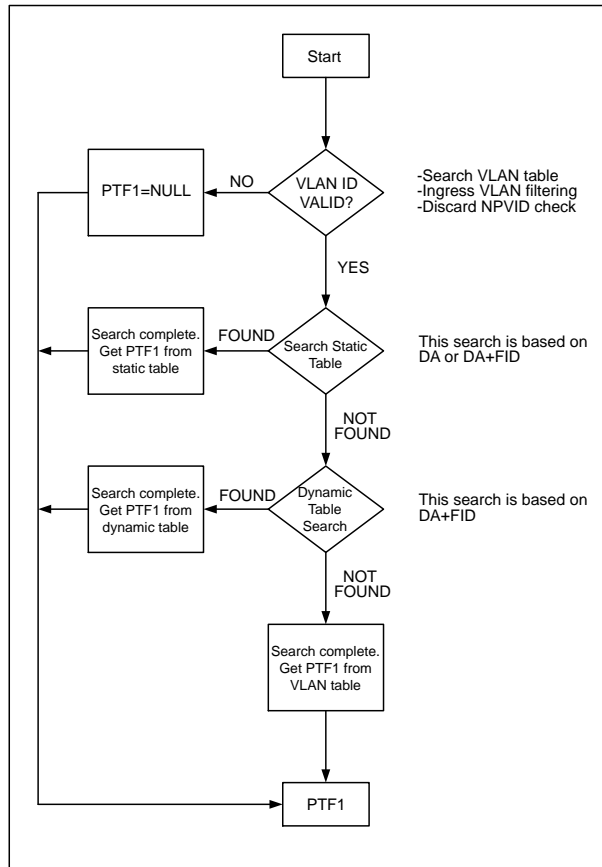 Start
PTF1=NULL
NO
VLAN ID
VALID?
-Search VLAN table
-Ingress VLAN filtering
-Discard NPVID check
YES
Search complete.
Get PTF1 from
static table
FOUND
Search Static
Table
This search is based on
DA or DA+FID
NOT
FOUND
Search complete.
Get PTF1 from
dynamic table
FOUND
Dynamic
Table
Search
This search is based on
DA+FID
NOT
FOUND
Search complete.
Get PTF1 from
VLAN table
PTF1